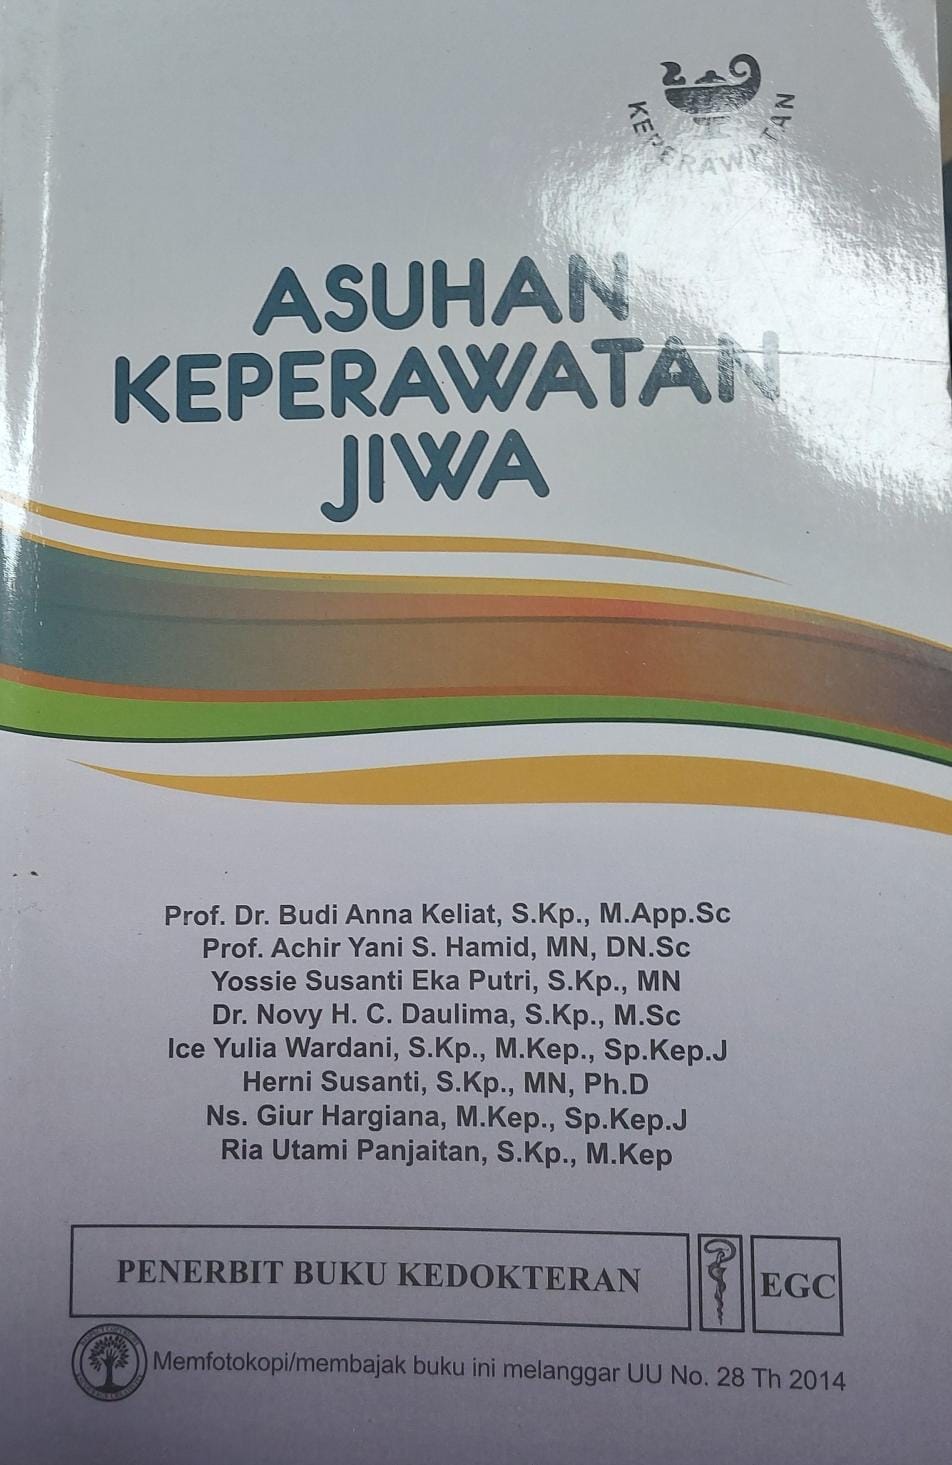 KEPERAWATAN
ASUHAN
KEPERAWATAN
JIWA
Prof. Dr. Budi Anna Keliat, S.Kp., M.App.Sc
Prof. Achir Yani S. Hamid, MN, DN.Sc
Yossie Susanti Eka Putri, S.Kp., MN
Dr. Novy H. C. Daulima, S.Kp., M.Sc
Ice Yulia Wardani, S.Kp., M.Kep., Sp.Kep.J
Herni Susanti, S.Kp., MN, Ph.D
Ns. Giur Hargiana, M.Kep., Sp.Kep.J
Ria Utami Panjaitan, S.Kp., M.Kep
PENERBIT BUKU KEDOKTERAN EGC
Memfotokopi/membajak buku ini melanggar UU No. 28 Th 2014